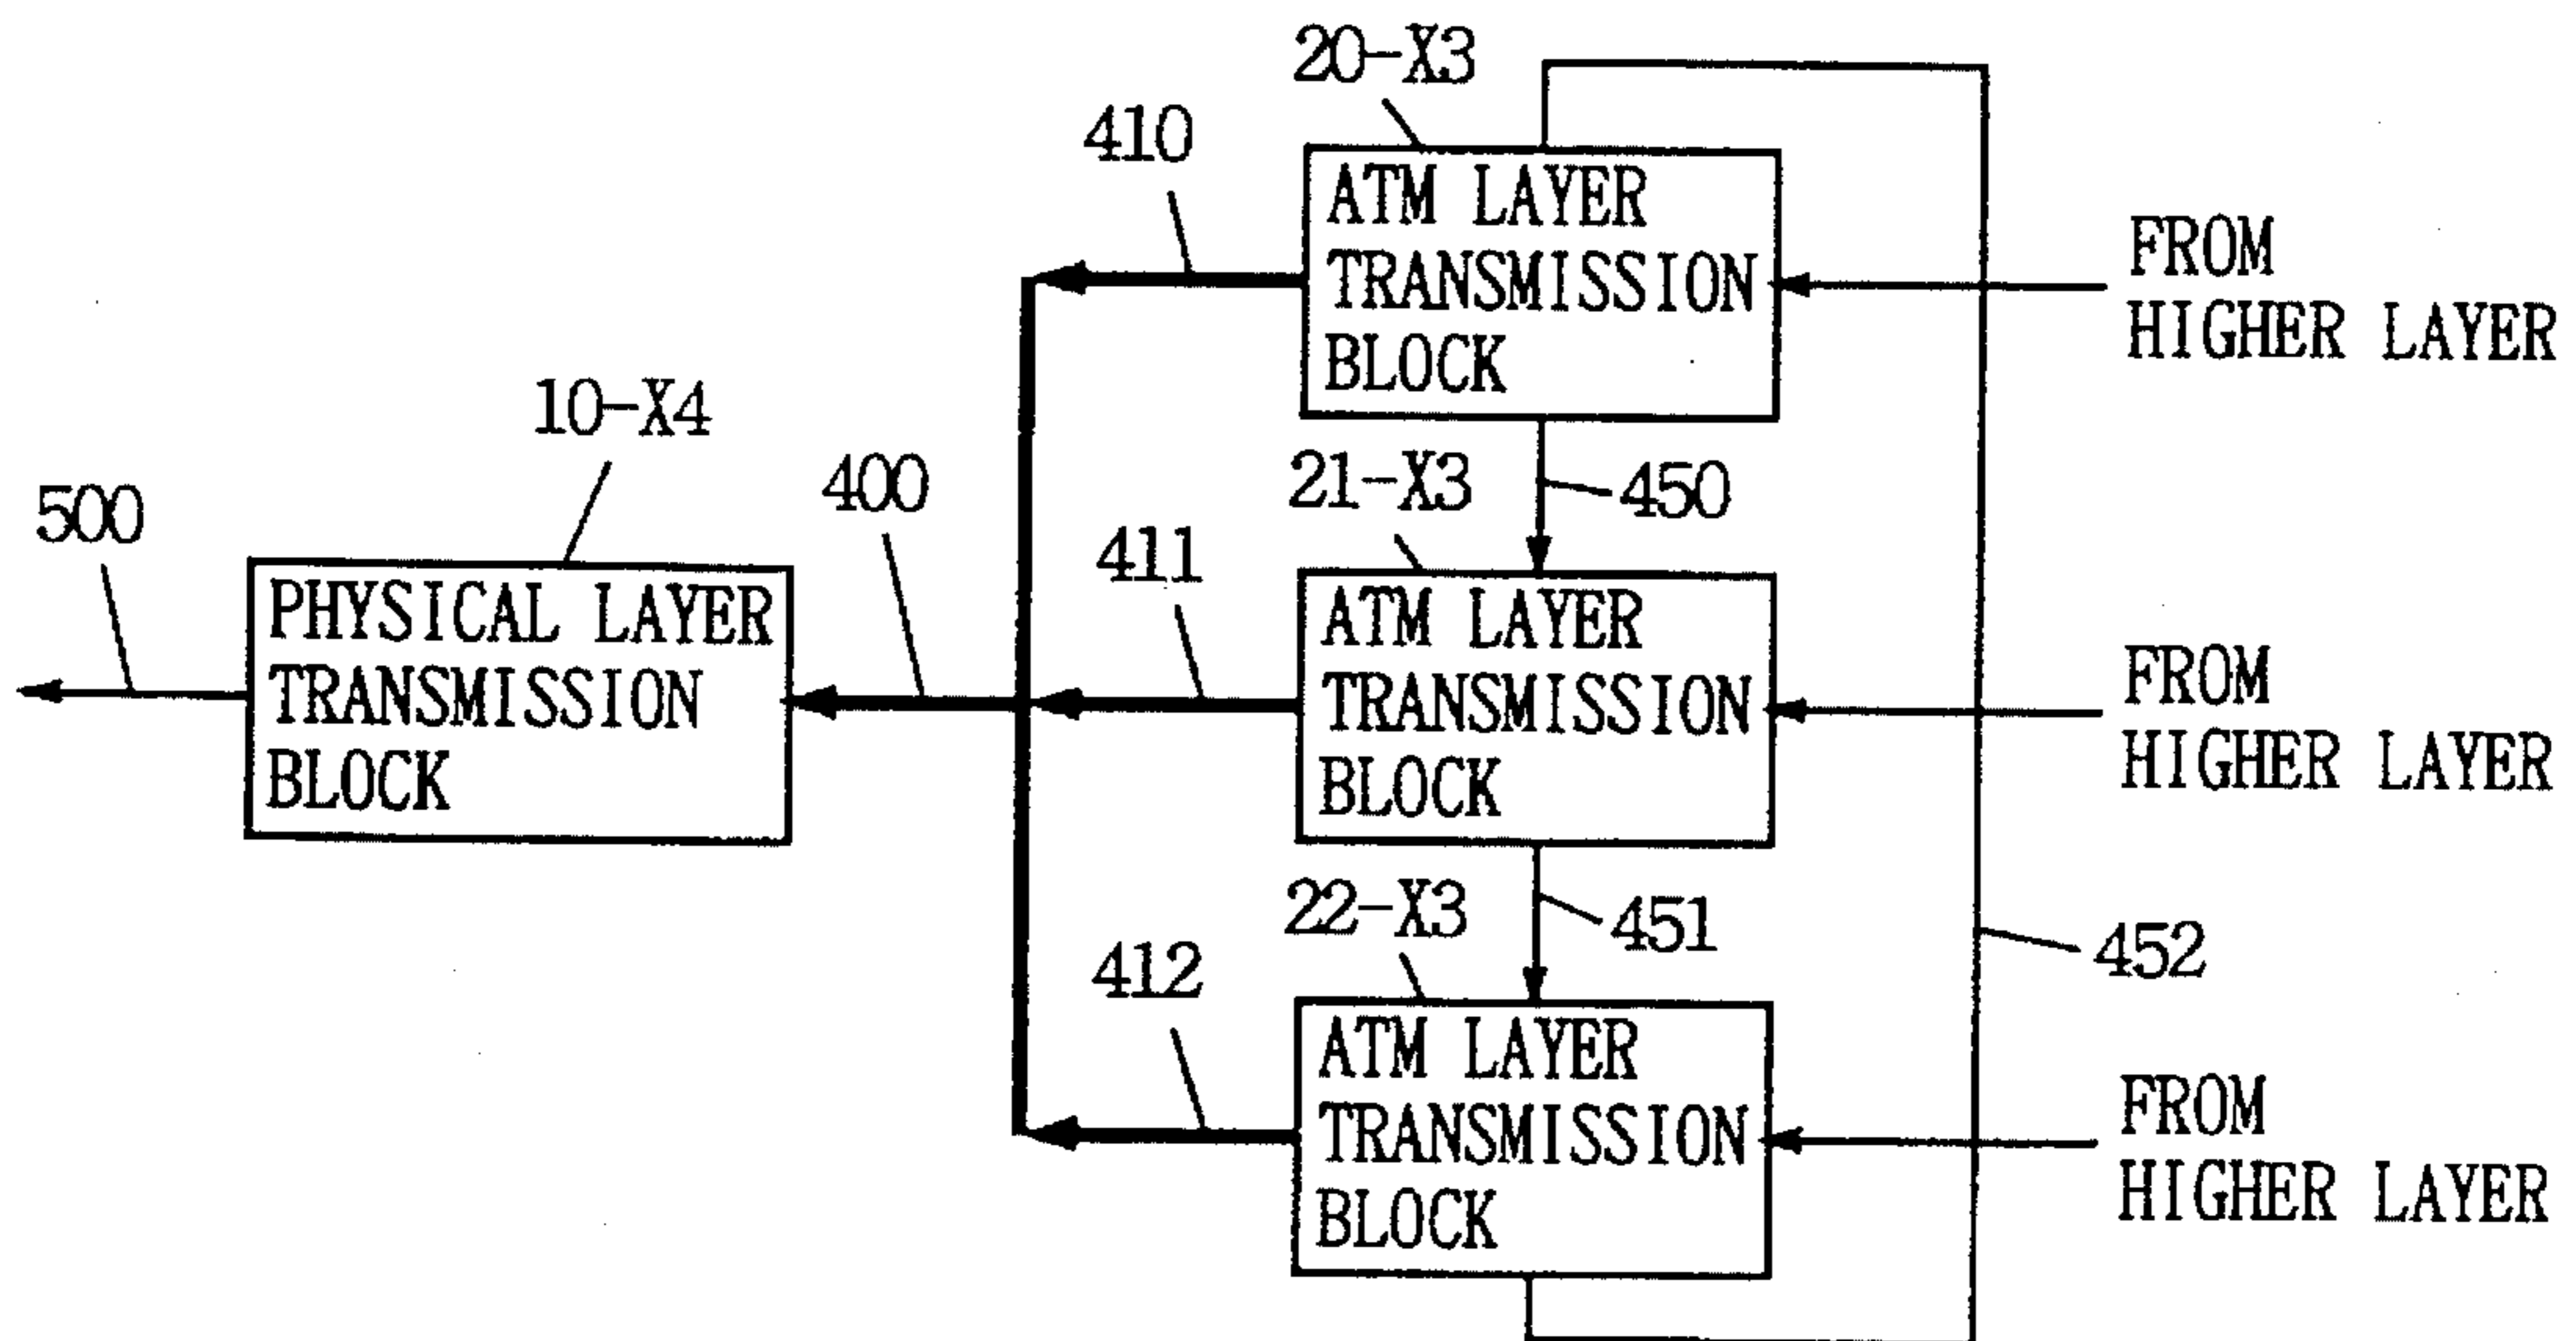 20-X3
410
ATM LAYER
TRANSMISSION
BLOCK
FROM
HIGHER LAYER
10-X4
500
400
21-X3
450
411
PHYSICAL LAYER
TRANSMISSION
BLOCK
ATM LAYER
TRANSMISSION
BLOCK
FROM
HIGHER LAYER
22-X3
451
452
412
ATM LAYER
TRANSMISSION
BLOCK
FROM
HIGHER LAYER